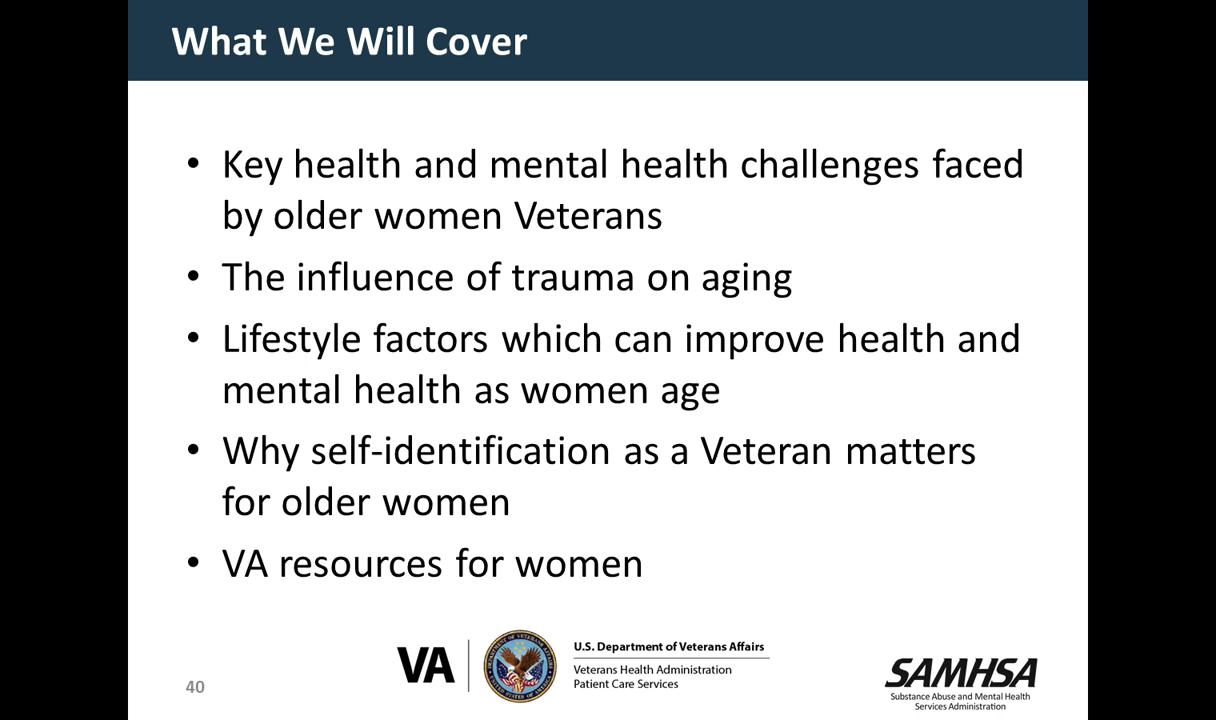 What We Will Cover
• Key health and mental health challenges faced
by older women Veterans
• The influence of trauma on aging
• Lifestyle factors which can improve health and
mental health as women age
• Why self-identification as a Veteran matters
for older women
• VA resources for women
VA
U.S. Department of Veterans Affairs
Veterans Health Administration
Patient Care Services
SAMHSA
Substance Abuse and Mental Health
Services Administration
40